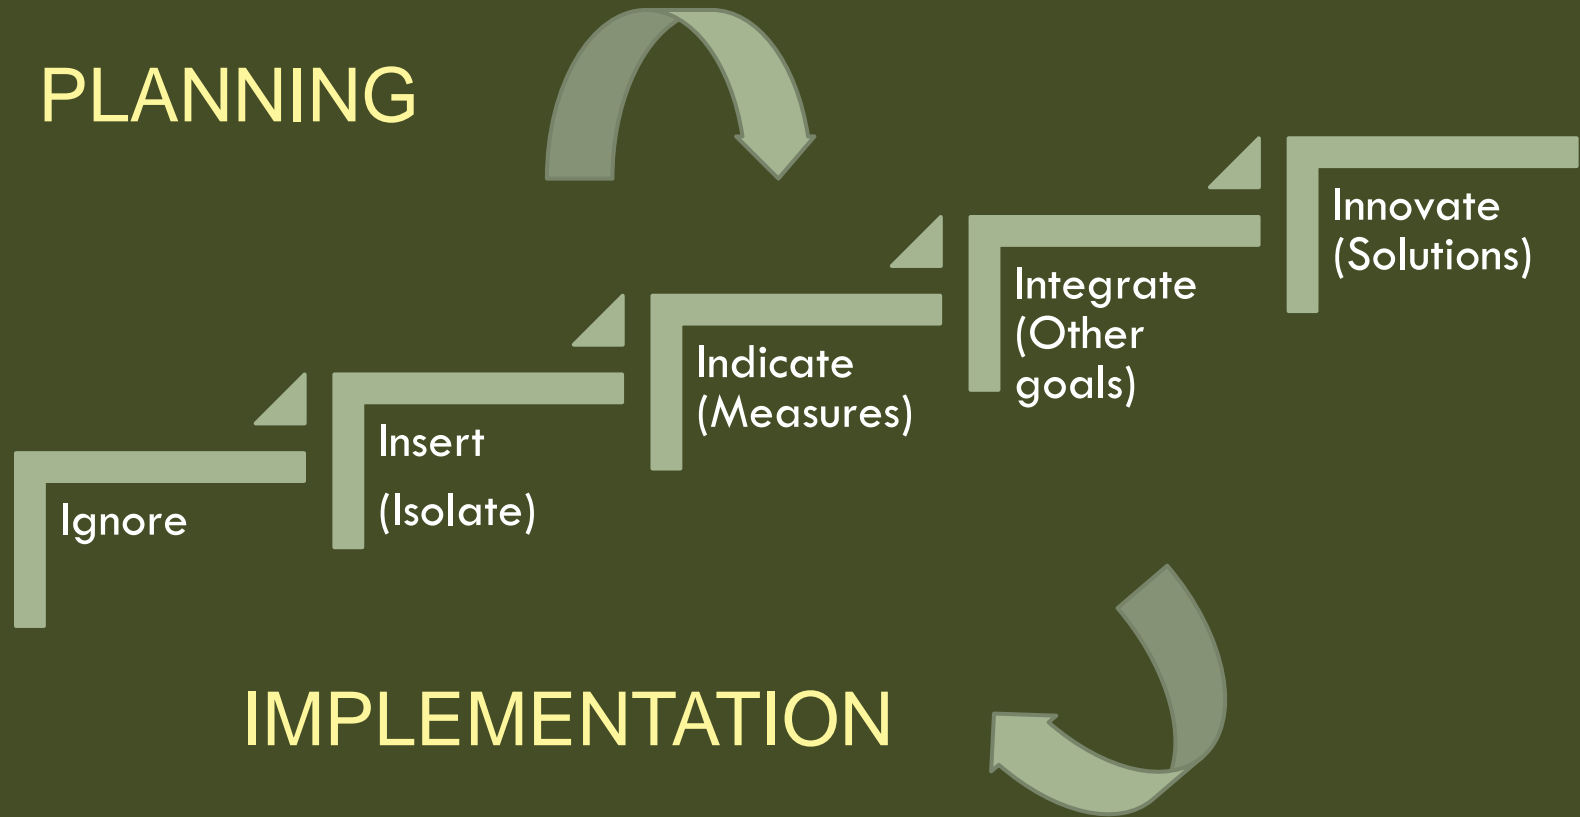 PLANNING
Ignore
Insert
(Isolate)
Indicate
(Measures)
Integrate
(Other
goals)
Innovate
(Solutions)
IMPLEMENTATION